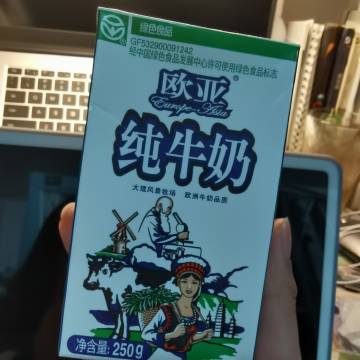 绿色食品
GF532900091242
经中国绿色食品发展中心许可使用绿色食品标志
欧亚®
Europe-Asia
纯牛奶
大理风景牧场 欧洲牛奶品质
净含量: 250g